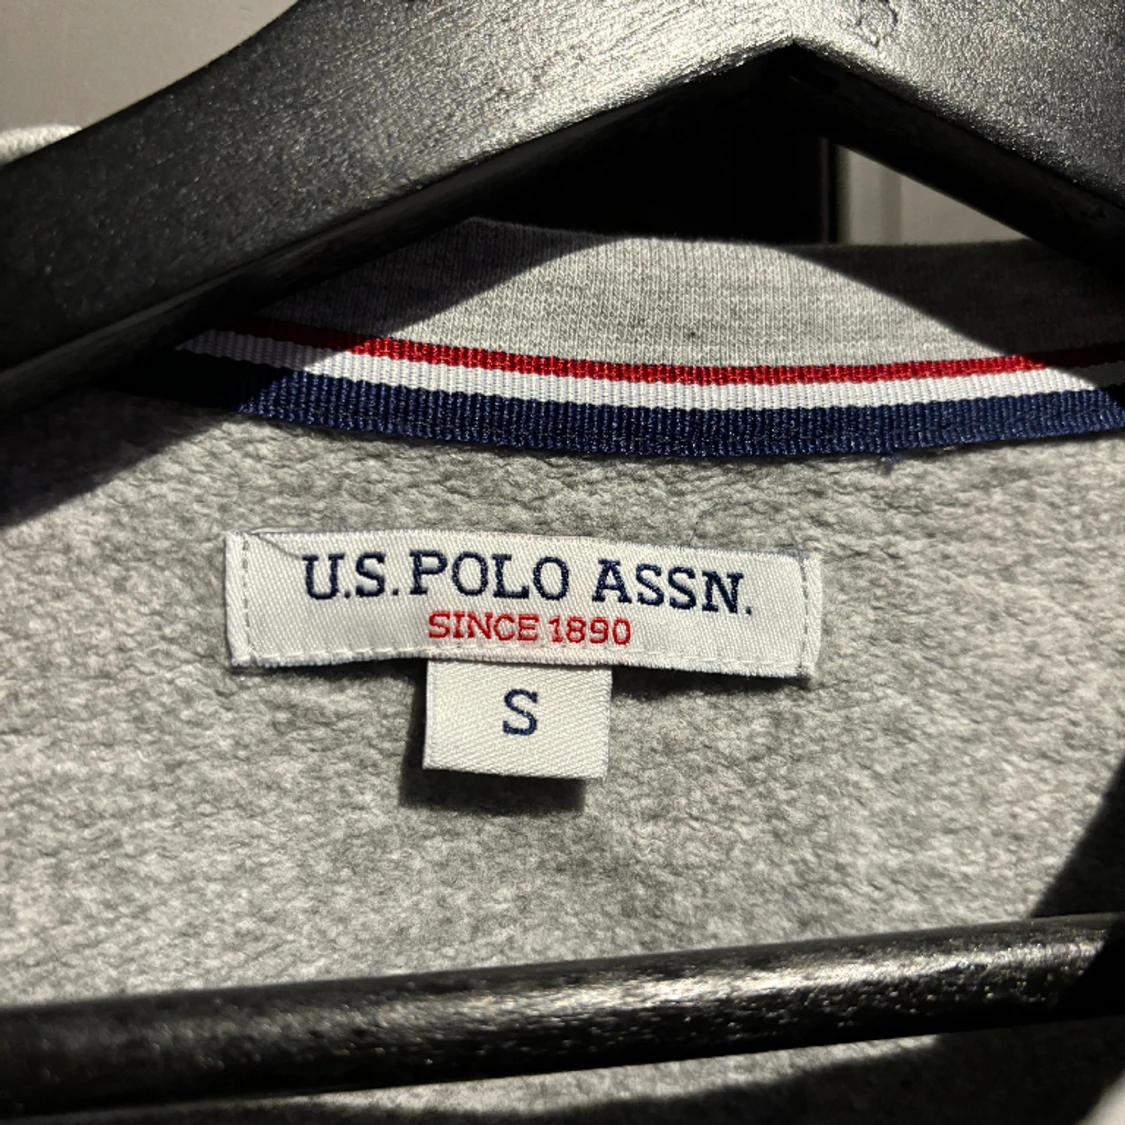 U.S. POLO ASSN.
SINCE 1890
S